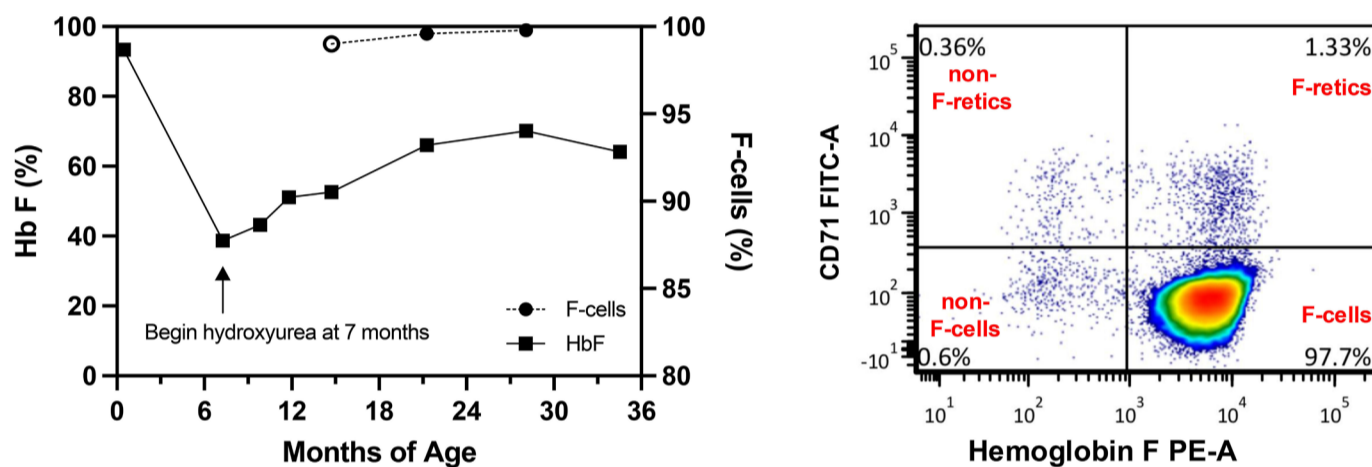 Hb F (%)
100
80
60
40
20
0
100
95
90
85
80
F-cells (%)
Begin hydroxyurea at 7 months
F-cells
HbF
0 6 12 18 24 30 36
Months of Age
CD71 FITC-A
10^5
10^4
10^3
10^2
-10^1
0.36%
non-
F-retics
1.33%
F-retics
non-
F-cells
0.6%
F-cells
97.7%
10^1 10^2 10^3 10^4 10^5
Hemoglobin F PE-A